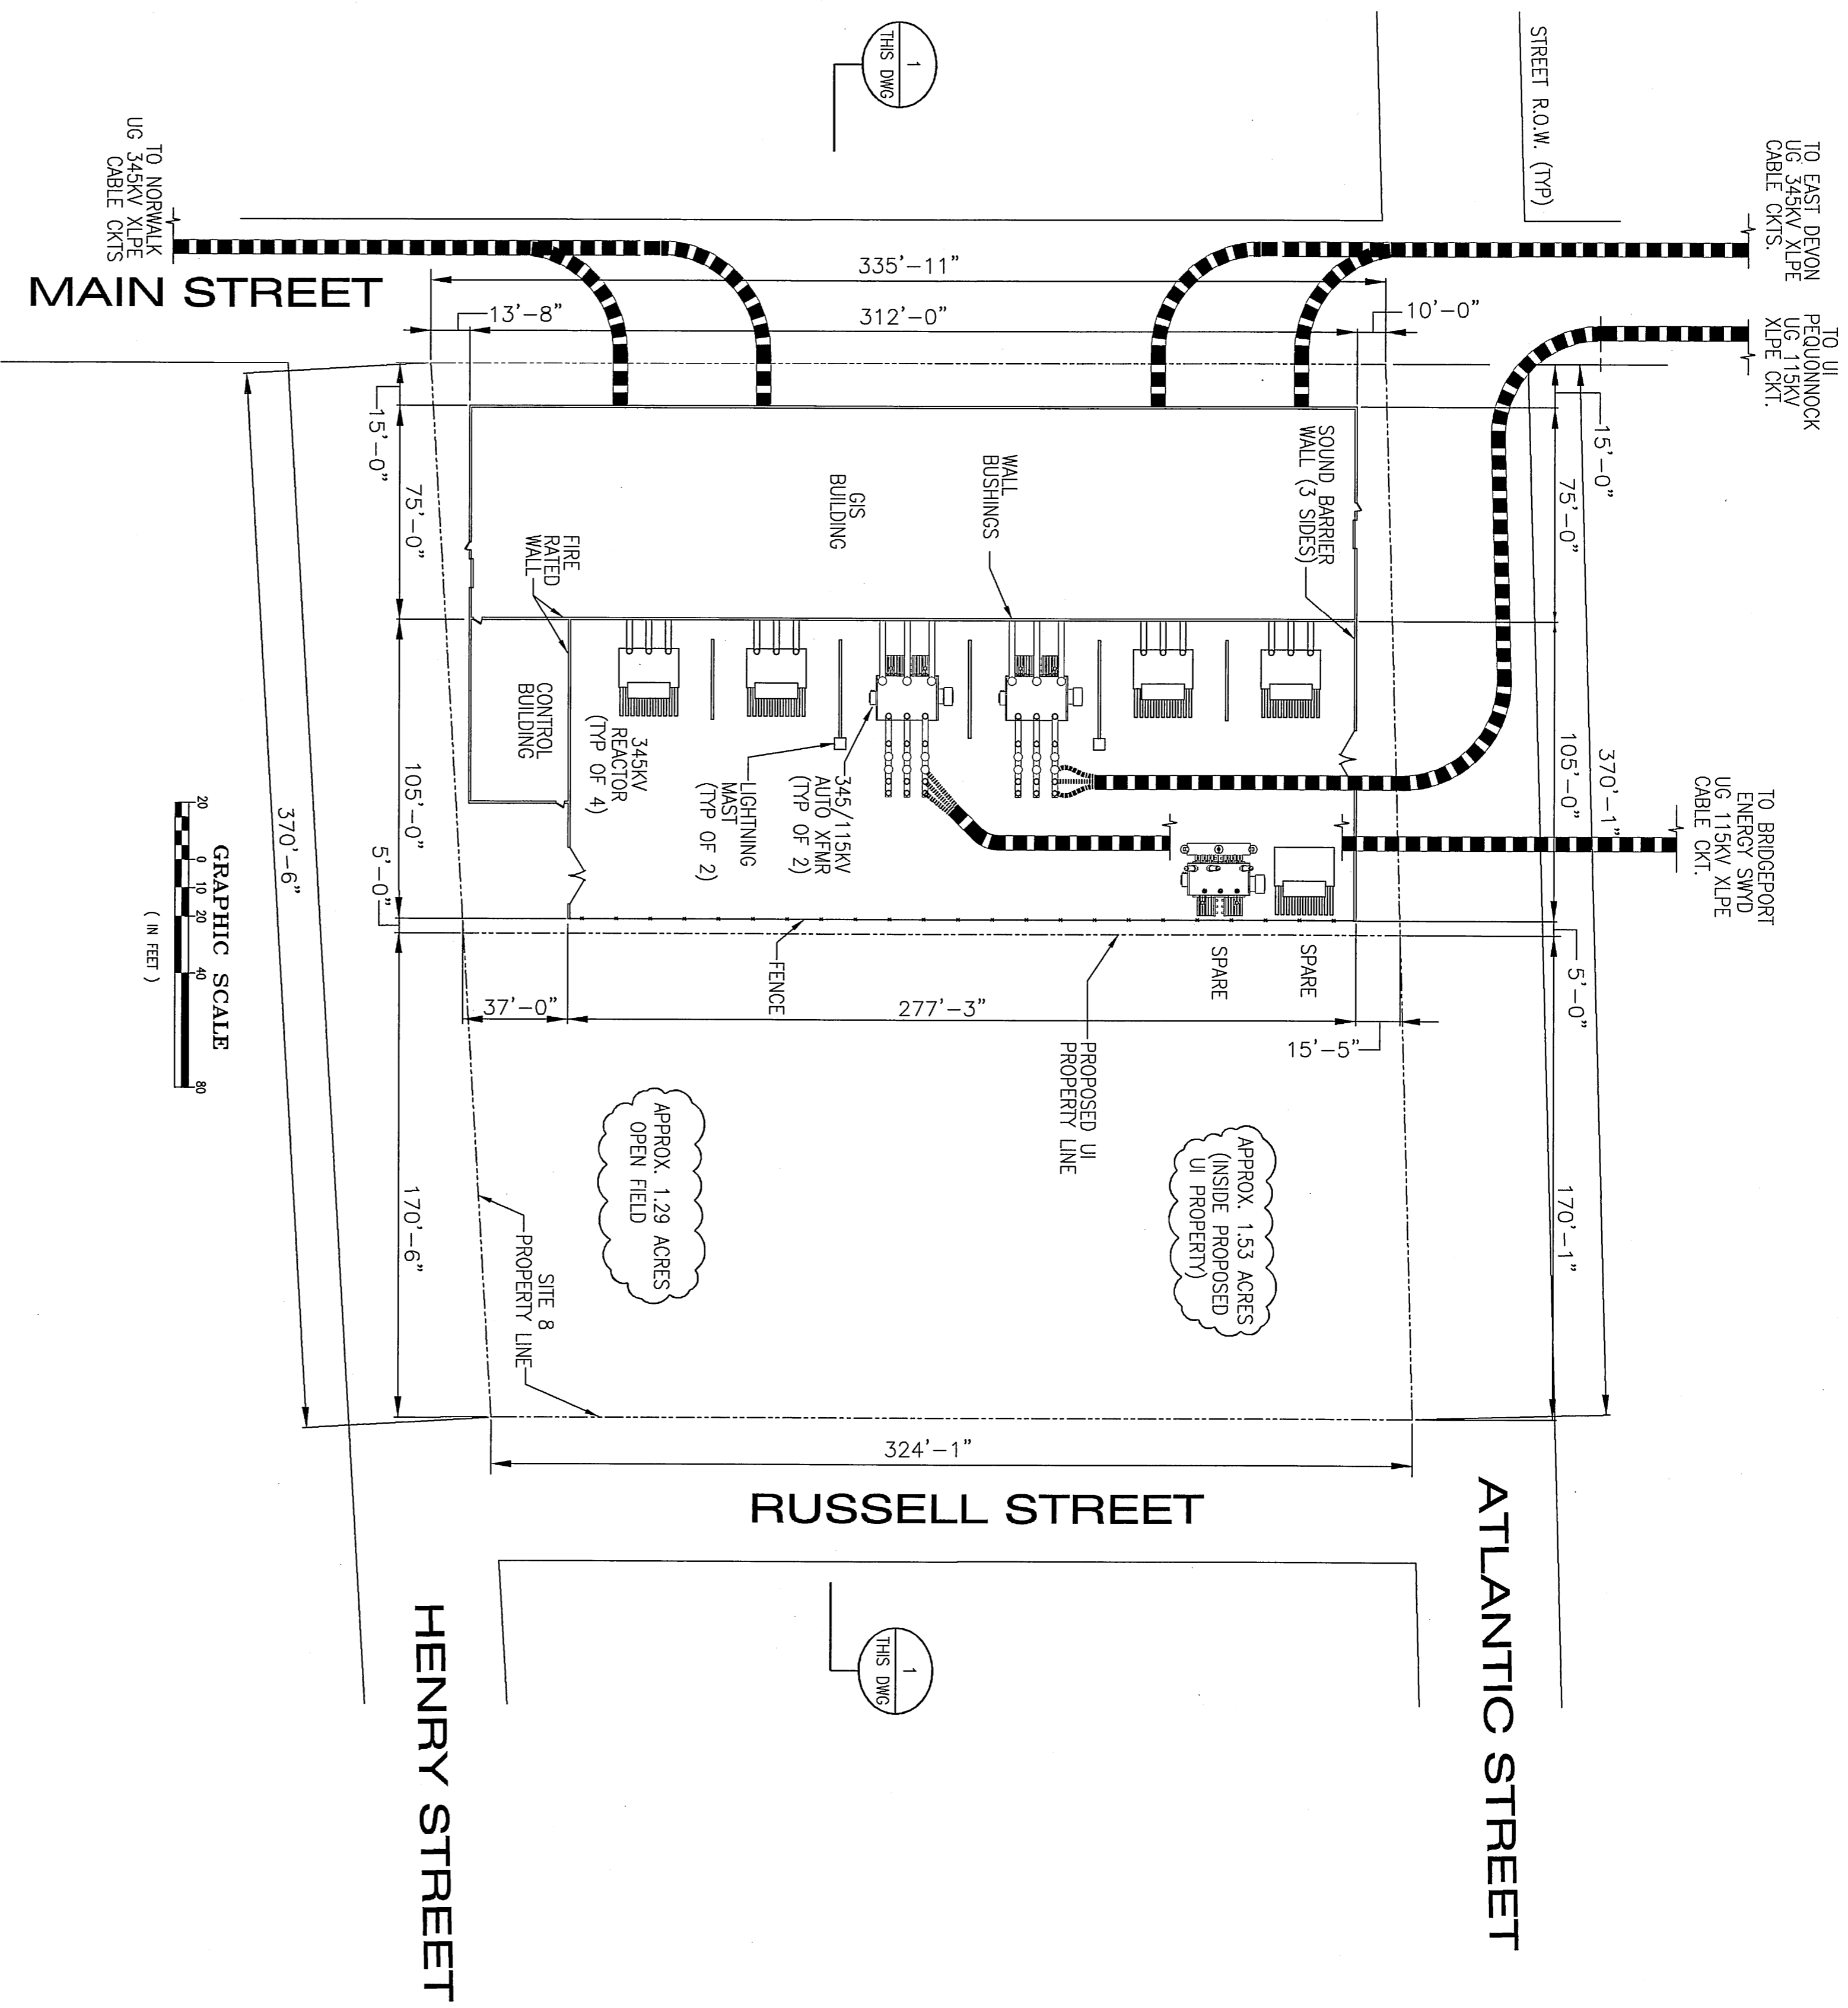 1
THIS DWG
STREET R.O.W. (TYP)
TO EAST DEVON
UG 345KV XLPE
CABLE CKTS.
TO UI
PEQUONNOCK
UG 115KV
XLPE CKT.
TO NORWALK
UG 345KV XLPE
CABLE CKTS
MAIN STREET
335'-11"
13'-8"
312'-0"
10'-0"
15'-0"
75'-0"
105'-0"
5'-0"
370'-6"
170'-6"
15'-0"
75'-0"
105'-0"
370'-1"
5'-0"
170'-1"
SOUND BARRIER
WALL (3 SIDES)
WALL
BUSHINGS
GIS
BUILDING
FIRE
RATED
WALL
CONTROL
BUILDING
345KV
REACTOR
(TYP OF 4)
345/115KV
AUTO XFMR
(TYP OF 2)
LIGHTNING
MAST
(TYP OF 2)
TO BRIDGEPORT
ENERGY SWYD
UG 115KV XLPE
CABLE CKT.
SPARE
SPARE
FENCE
37'-0"
277'-3"
15'-5"
PROPOSED UI
PROPERTY LINE
APPROX. 1.53 ACRES
(INSIDE PROPOSED
UI PROPERTY)
APPROX. 1.29 ACRES
OPEN FIELD
SITE 8
PROPERTY LINE
324'-1"
RUSSELL STREET
ATLANTIC STREET
HENRY STREET
GRAPHIC SCALE
20 0 10 20 40 80
( IN FEET )
1
THIS DWG